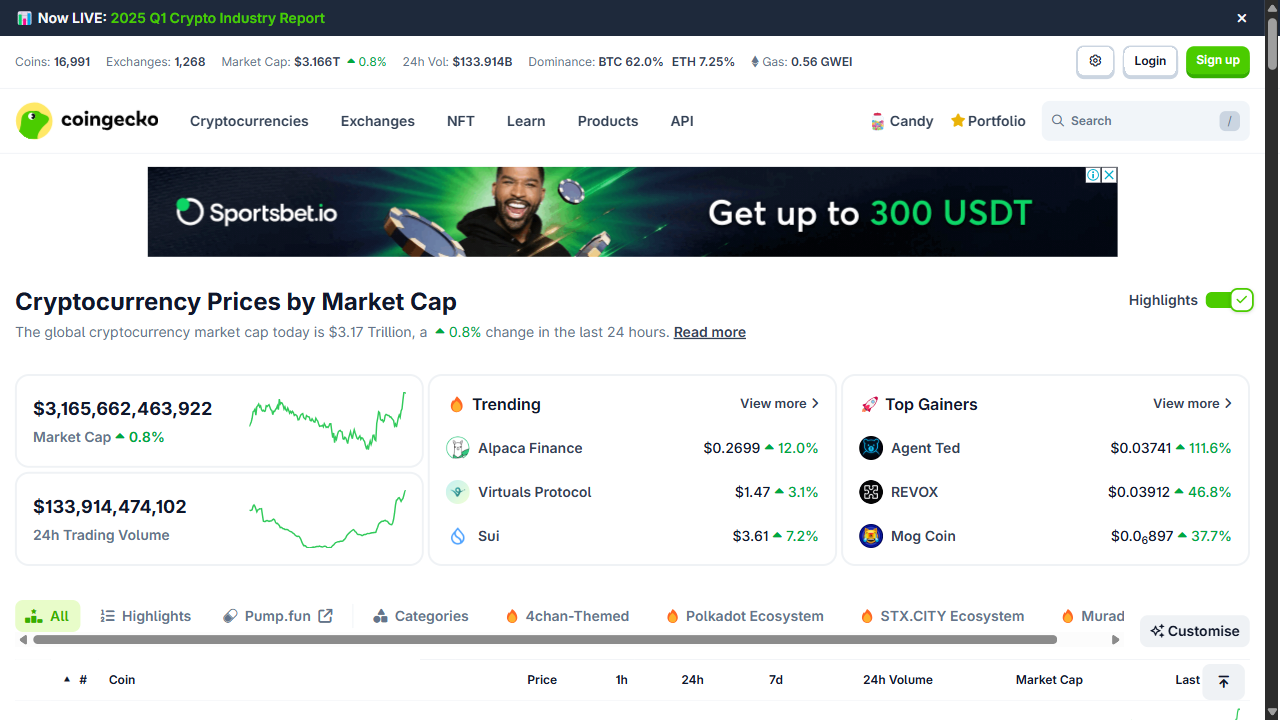 Now LIVE: 2025 Q1 Crypto Industry Report
Coins: 16,991 Exchanges: 1,268 Market Cap: $3.166T 0.8% 24h Vol: $133.914B Dominance: BTC 62.0% ETH 7.25% Gas: 0.56 GWEI Login Sign up
coingecko Cryptocurrencies Exchanges NFT Learn Products API Candy Portfolio Search /
Sportsbet.io Get up to 300 USDT
Cryptocurrency Prices by Market Cap Highlights
The global cryptocurrency market cap today is $3.17 Trillion, a 0.8% change in the last 24 hours. Read more
$3,165,662,463,922
Market Cap 0.8%
$133,914,474,102
24h Trading Volume
Trending View more
Alpaca Finance $0.2699 12.0%
Virtuals Protocol $1.47 3.1%
Sui $3.61 7.2%
Top Gainers View more
Agent Ted $0.03741 111.6%
REVOX $0.03912 46.8%
Mog Coin $0.0₆897 37.7%
All Highlights Pump.fun Categories 4chan-Themed Polkadot Ecosystem STX.CITY Ecosystem Murad
Customise
# Coin Price 1h 24h 7d 24h Volume Market Cap Last